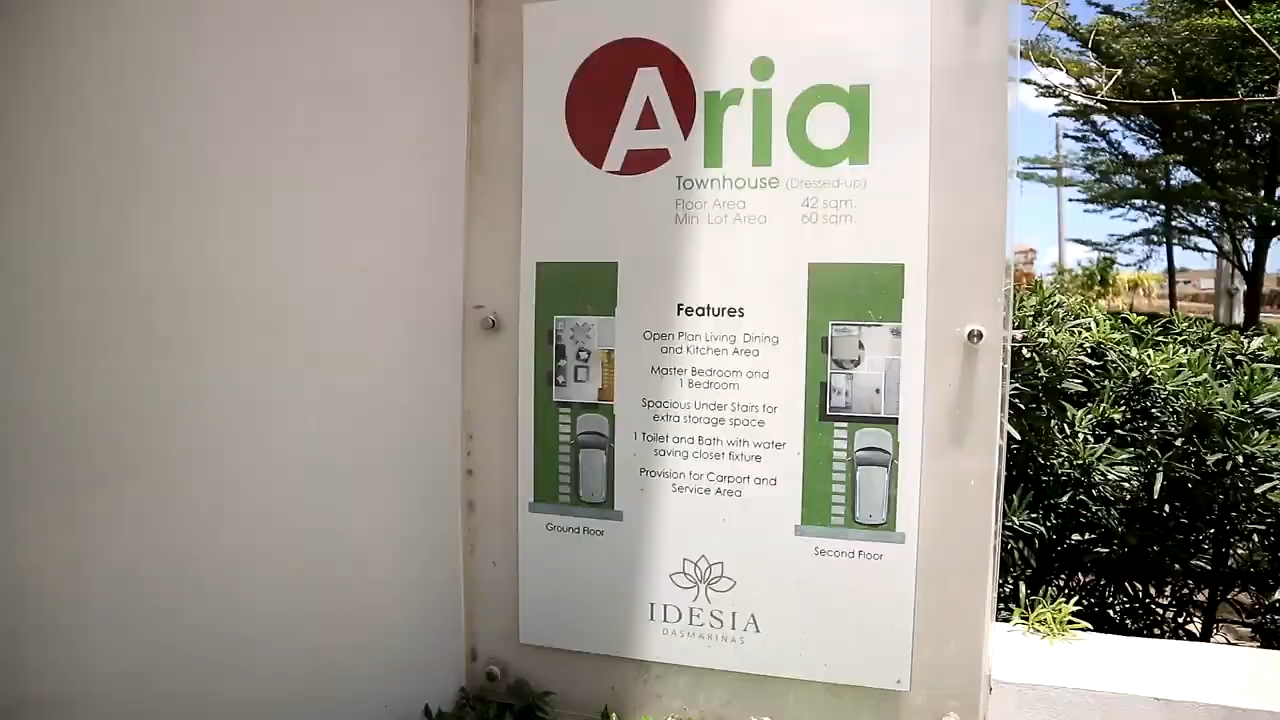 Aria
Townhouse (Dressed-up)
Floor Area 42 sqm.
Min. Lot Area 60 sqm.
Features
Open Plan Living, Dining
and Kitchen Area
Master Bedroom and
1 Bedroom
Spacious Under Stairs for
extra storage space
1 Toilet and Bath with water
saving closet fixture
Provision for Carport and
Service Area
Ground Floor
Second Floor
IDESIA
DASMARIÑAS